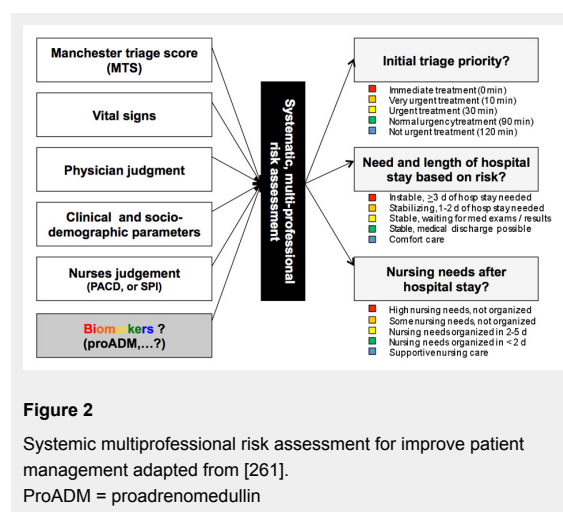 Manchester triage score
(MTS)
Vital signs
Physician judgment
Clinical and socio-
demographic parameters
Nurses judgement
(PACD, or SPI)
Biomarkers ?
(proADM,...?)
Systematic, multi-professional
risk assessment
Initial triage priority?
Immediate treatment (0 min)
Very urgent treatment (10 min)
Urgent treatment (30 min)
Normal urgency treatment (90 min)
Not urgent treatment (120 min)
Need and length of hospital
stay based on risk?
Instable, ≥3 d of hosp stay needed
Stabilizing, 1-2 d of hosp stay needed
Stable, waiting for med exams / results
Stable, medical discharge possible
Comfort care
Nursing needs after
hospital stay?
High nursing needs, not organized
Some nursing needs, not organized
Nursing needs organized in 2-5 d
Nursing needs organized in < 2 d
Supportive nursing care
Figure 2
Systemic multiprofessional risk assessment for improve patient
management adapted from [261].
ProADM = proadrenomedullin